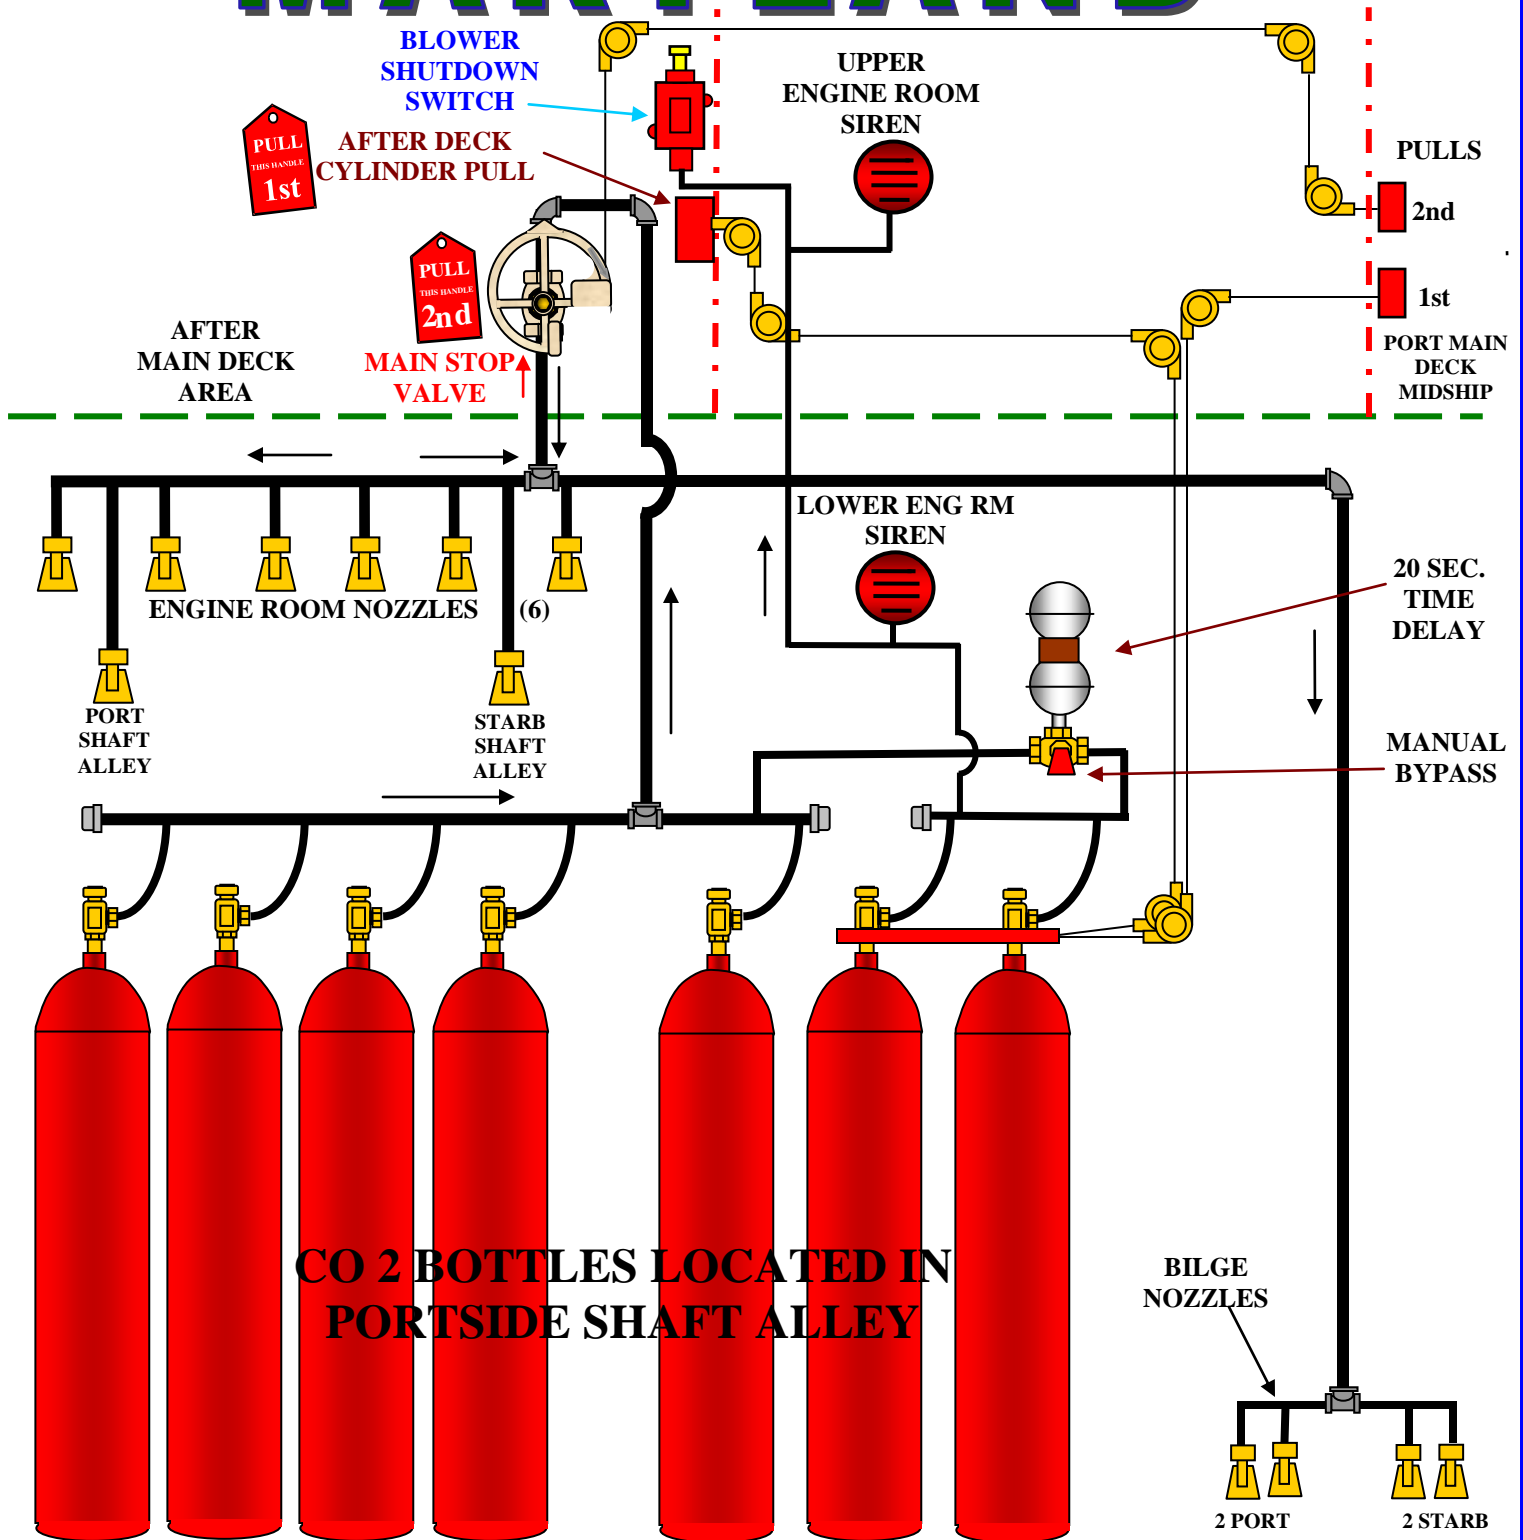 MARYLAND
BLOWER
SHUTDOWN
SWITCH
UPPER
ENGINE ROOM
SIREN
PULL
THIS HANDLE
1st
AFTER DECK
CYLINDER PULL
PULLS
2nd
1st
PORT MAIN
DECK
MIDSHIP
PULL
THIS HANDLE
2nd
AFTER
MAIN DECK
AREA
MAIN STOP
VALVE
LOWER ENG RM
SIREN
20 SEC.
TIME
DELAY
ENGINE ROOM NOZZLES (6)
PORT
SHAFT
ALLEY
STARB
SHAFT
ALLEY
MANUAL
BYPASS
CO 2 BOTTLES LOCATED IN
PORTSIDE SHAFT ALLEY
BILGE
NOZZLES
2 PORT
2 STARB